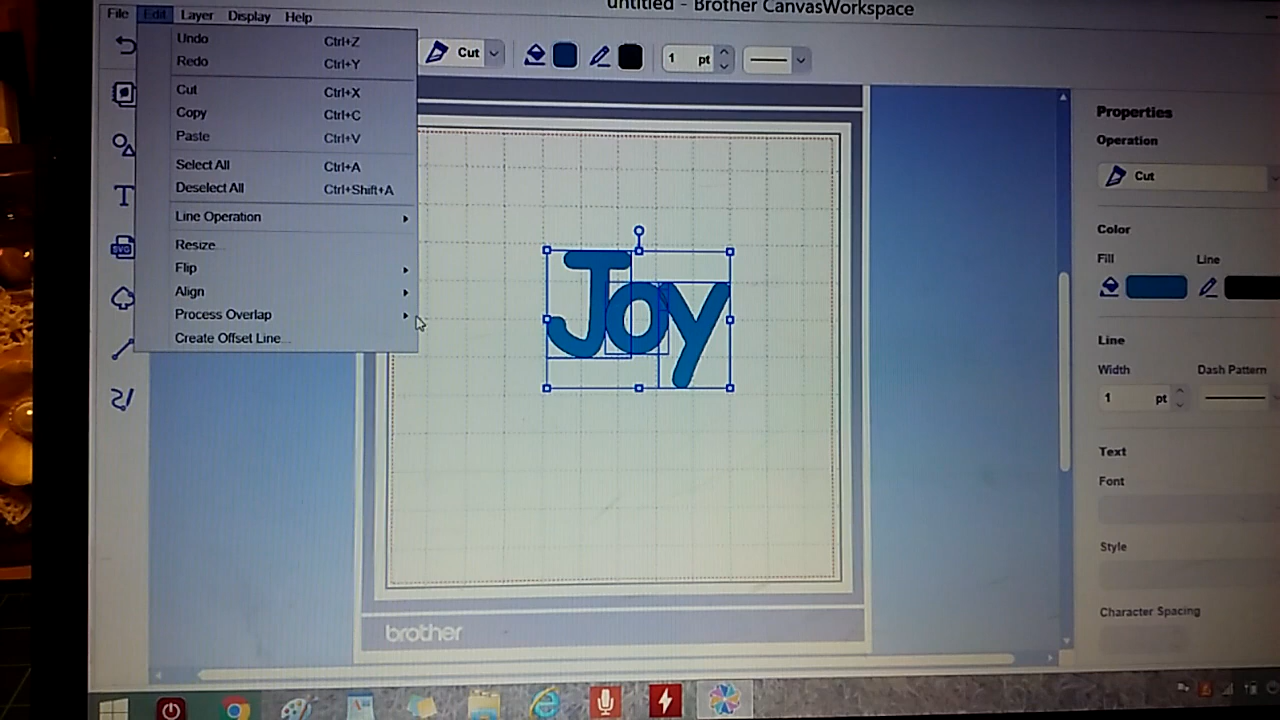 untitled - Brother CanvasWorkspace
File Edit Layer Display Help
Undo Ctrl+Z
Redo Ctrl+Y
Cut Ctrl+X
Copy Ctrl+C
Paste Ctrl+V
Select All Ctrl+A
Deselect All Ctrl+Shift+A
Line Operation
Resize...
Flip
Align
Process Overlap
Create Offset Line...
Cut
1 pt
T
SVG
Joy
brother
Properties
Operation
Cut
Color
Fill Line
Line
Width Dash Pattern
1 pt
Text
Font
Style
Character Spacing